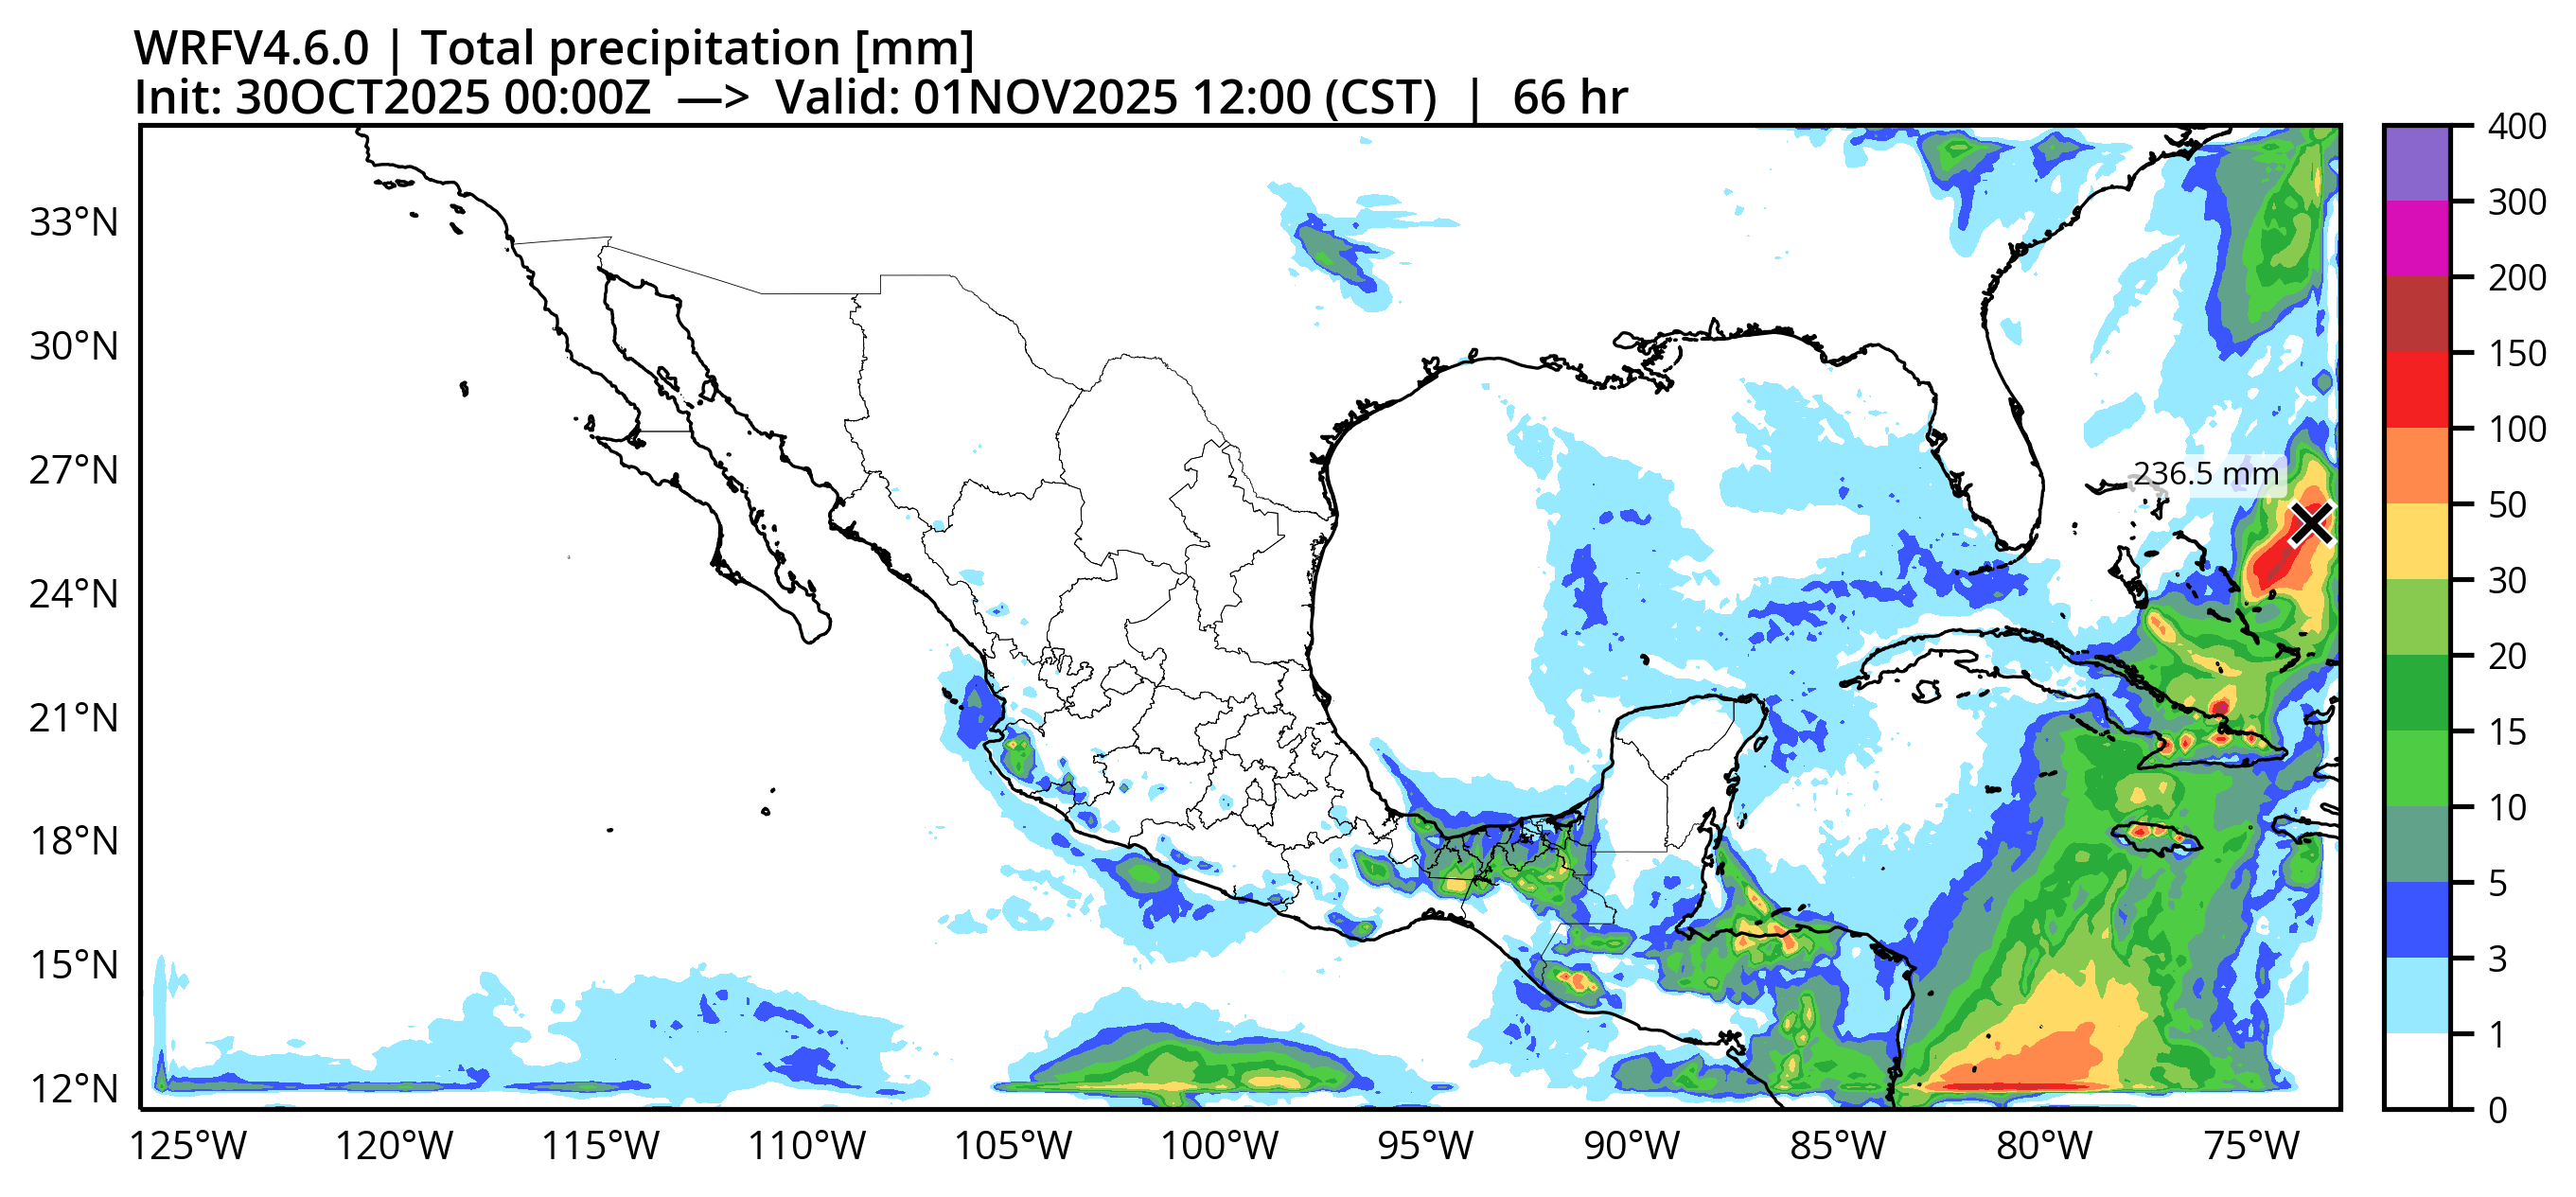 WRFV4.6.0 | Total precipitation [mm]
Init: 30OCT2025 00:00Z —> Valid: 01NOV2025 12:00 (CST) | 66 hr
33°N
30°N
27°N
24°N
21°N
18°N
15°N
12°N
236.5 mm
125°W 120°W 115°W 110°W 105°W 100°W 95°W 90°W 85°W 80°W 75°W
400
300
200
150
100
50
30
20
15
10
5
3
1
0